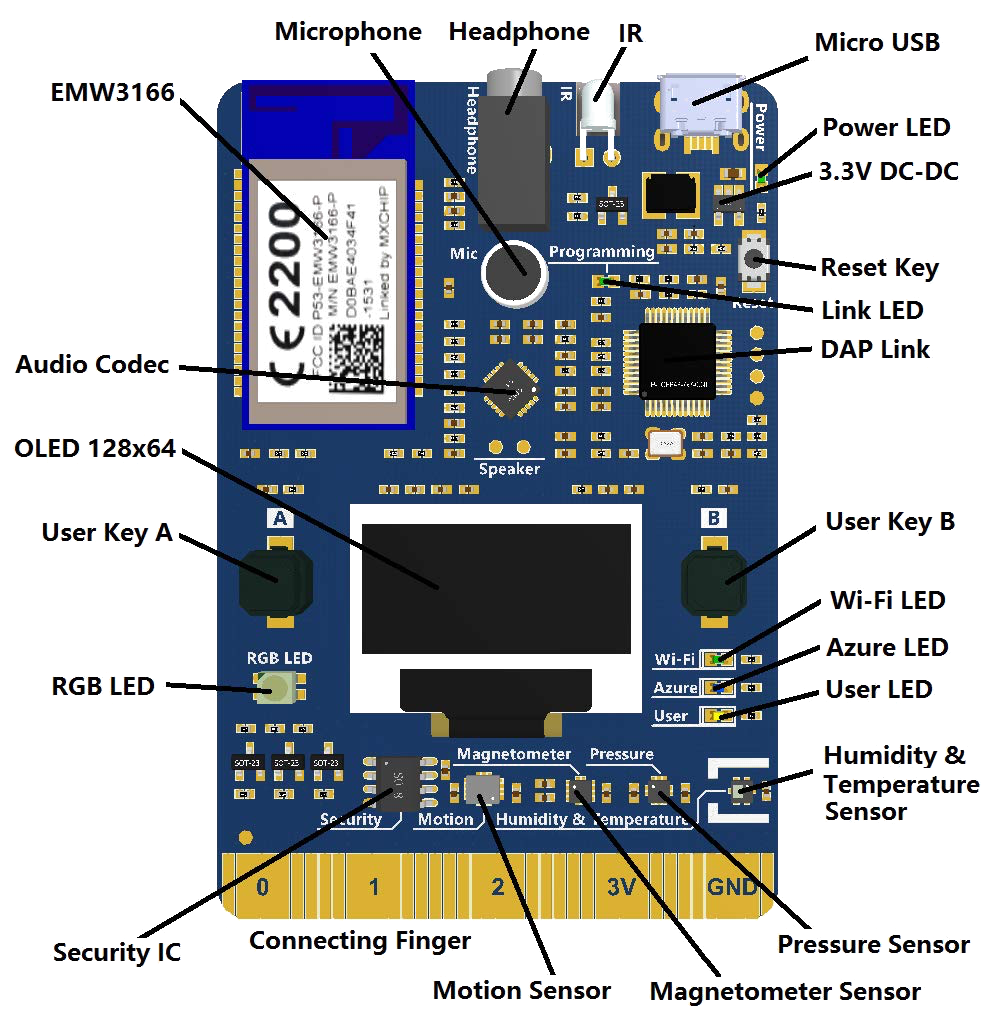 Microphone
Headphone
IR
Micro USB
EMW3166
Headphone
IR
Power
Power LED
3.3V DC-DC
SOT-23
CE2200
FCC ID P53-EMW3166-P
M/N EMW3166-P
D0BAE4034F41
-1531
Linked by MXCHIP
Mic
Programming
Reset Key
Reset
Link LED
DAP Link
Audio Codec
OLED 128x64
Speaker
User Key A
A
B
User Key B
Wi-Fi LED
RGB LED
RGB LED
Wi-Fi
Azure
User
Azure LED
User LED
SOT-23
SOT-23
SOT-23
SO 8
Magnetometer
Pressure
Humidity &
Temperature
Sensor
Security
Motion
Humidity & Temperature
0
1
2
3V
GND
Security IC
Connecting Finger
Motion Sensor
Magnetometer Sensor
Pressure Sensor